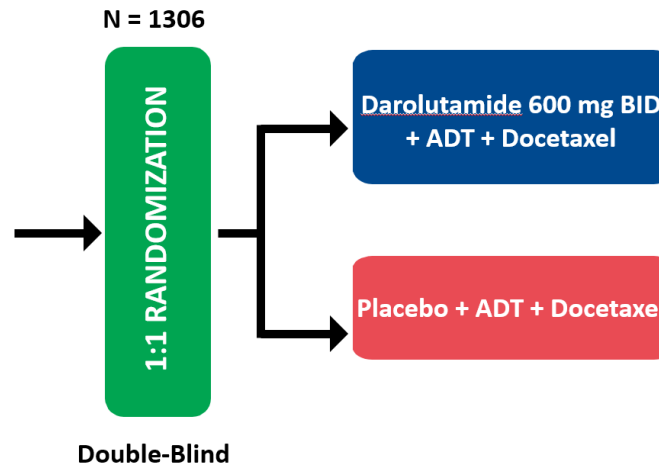 N = 1306
1:1 RANDOMIZATION
Darolutamide 600 mg BID
+ ADT + Docetaxel
Placebo + ADT + Docetaxe
Double-Blind